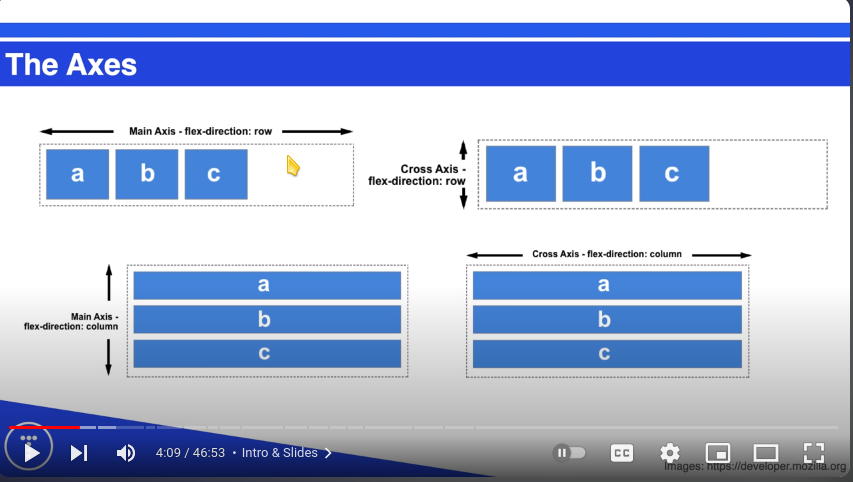 The Axes
Main Axis - flex-direction: row
a b c
Cross Axis -
flex-direction: row
a b c
Main Axis -
flex-direction: column
a
b
c
Cross Axis - flex-direction: column
a
b
c
4:09 / 46:53 • Intro & Slides
CC
Images: https://developer.mozilla.org